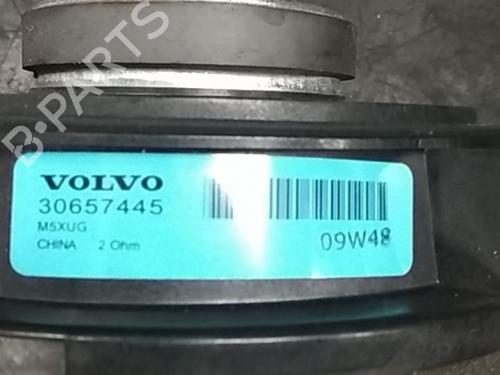 B-PARTS
VOLVO
30657445
M5XUG
CHINA 2 Ohm
09W48